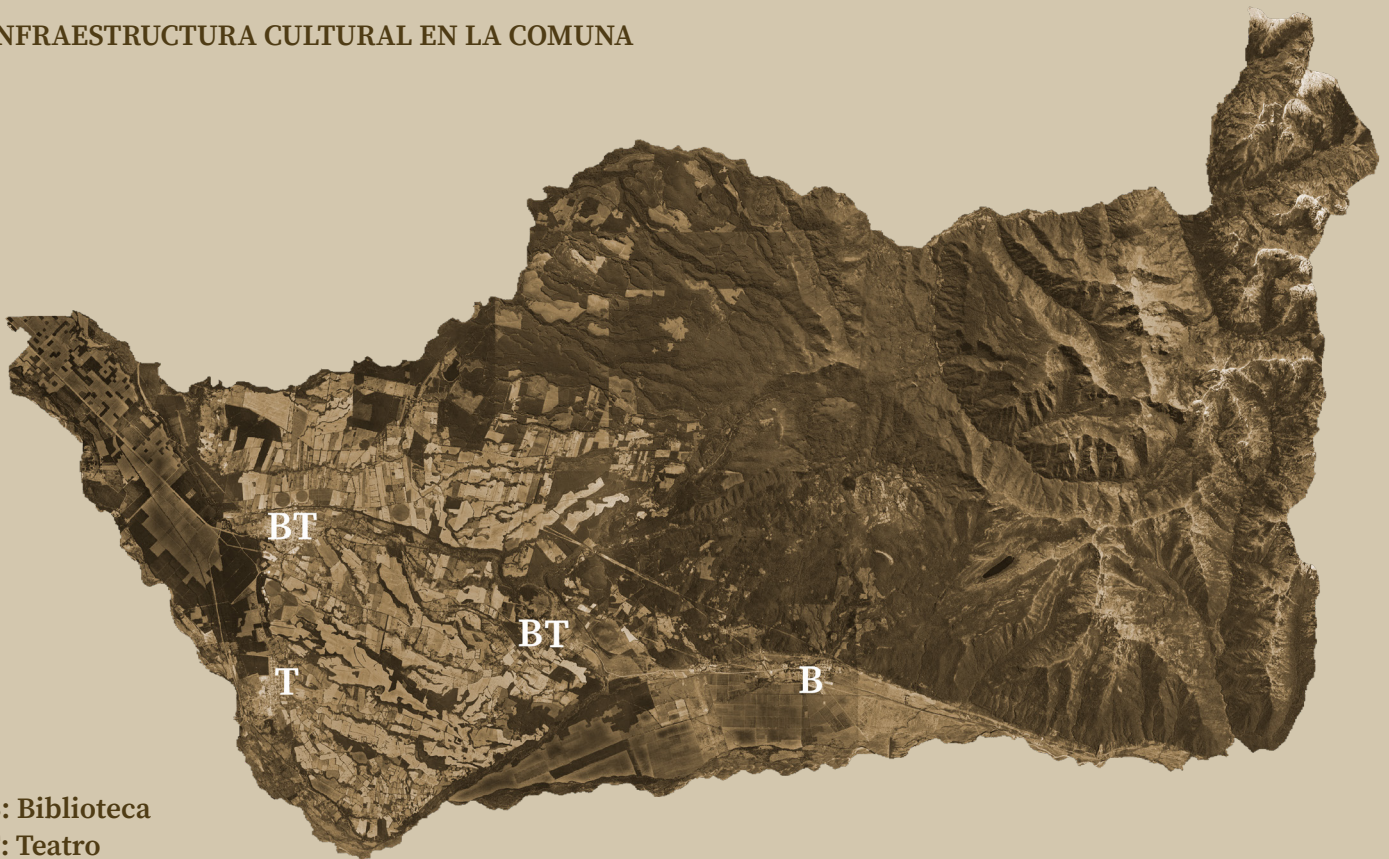 NFRAESTRUCTURA CULTURAL EN LA COMUNA
BT
BT
T
B
: Biblioteca
: Teatro